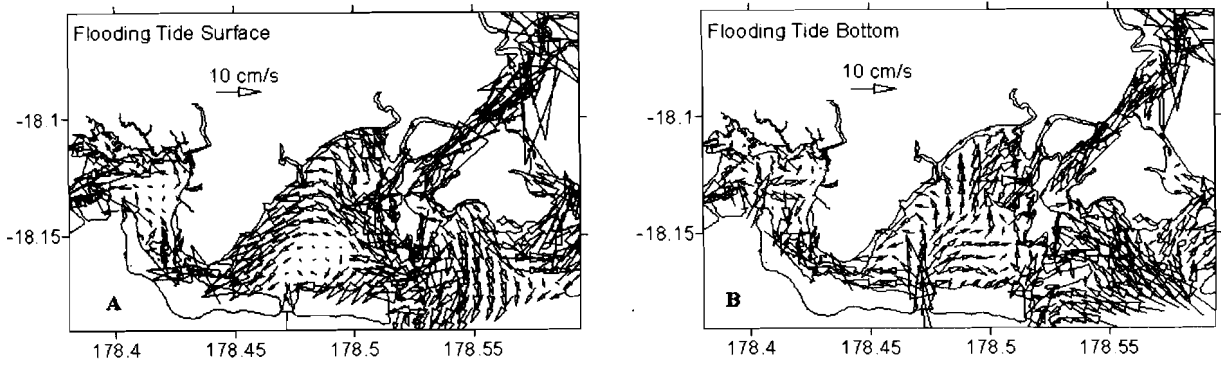 Flooding Tide Surface
10 cm/s
-18.1
-18.15
A
178.4 178.45 178.5 178.55
Flooding Tide Bottom
10 cm/s
-18.1
-18.15
B
178.4 178.45 178.5 178.55